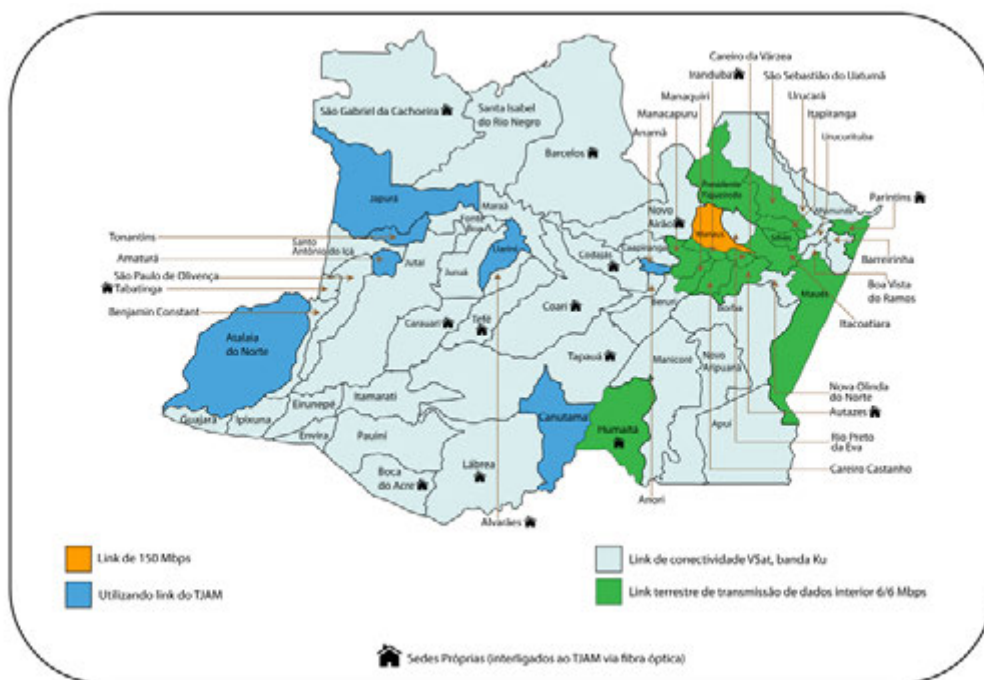 Careiro da Várzea
Iranduba
São Sebastião do Uatumã
Manaquiri
Urucará
Manacapuru
Itapiranga
Anamã
Urucurituba
São Gabriel da Cachoeira
Santa Isabel
do Rio Negro
Barcelos
Parintins
Presidente
Figueiredo
Novo
Airão
Manaus
Silves
Japurá
Maraã
Fonte
Boa
Tonantins
Santo
Antônio do Içá
Uarini
Caapiranga
Codajás
Barreirinha
Amaturá
Jutaí
Juruá
São Paulo de Olivença
Tabatinga
Boa Vista
do Ramos
Benjamin Constant
Coari
Beruri
Borba
Maués
Itacoatiara
Carauari
Tefé
Atalaia
do Norte
Tapauá
Manicoré
Novo
Aripuanã
Nova Olinda
do Norte
Itamarati
Eirunepé
Guajará
Ipixuna
Canutama
Autazes
Envira
Pauini
Humaitá
Apuí
Rio Preto
da Eva
Boca
do Acre
Lábrea
Careiro Castanho
Anori
Alvarães
Link de 150 Mbps
Link de conectividade VSat, banda Ku
Utilizando link do TJAM
Link terrestre de transmissão de dados interior 6/6 Mbps
Sedes Próprias (interligados ao TJAM via fibra óptica)